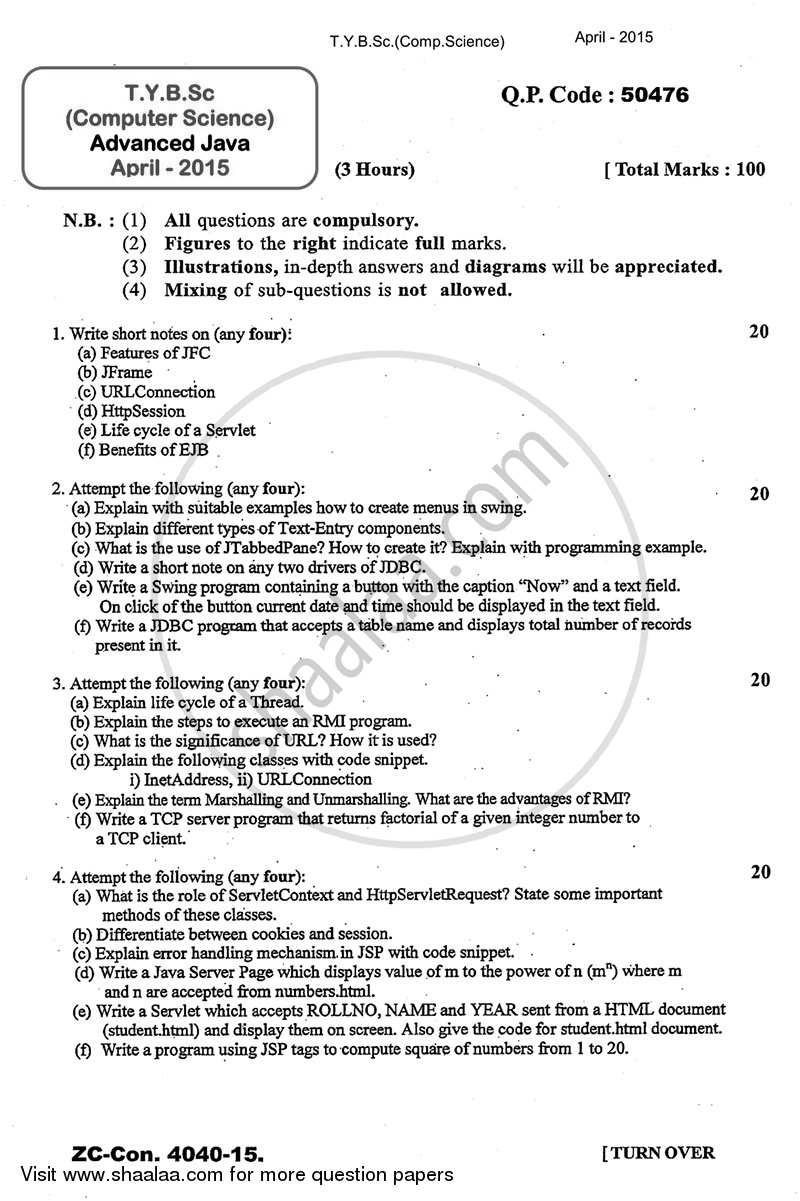 T.Y.B.Sc.(Comp.Science) April - 2015
T.Y.B.Sc
(Computer Science)
Advanced Java
April - 2015
Q.P. Code : 50476
(3 Hours) [ Total Marks : 100
N.B. : (1) All questions are compulsory.
(2) Figures to the right indicate full marks.
(3) Illustrations, in-depth answers and diagrams will be appreciated.
(4) Mixing of sub-questions is not allowed.
1. Write short notes on (any four): 20
(a) Features of JFC
(b) JFrame
(c) URLConnection
(d) HttpSession
(e) Life cycle of a Servlet
(f) Benefits of EJB
2. Attempt the following (any four): 20
(a) Explain with suitable examples how to create menus in swing.
(b) Explain different types of Text-Entry components.
(c) What is the use of JTabbedPane? How to create it? Explain with programming example.
(d) Write a short note on any two drivers of JDBC.
(e) Write a Swing program containing a button with the caption “Now” and a text field.
On click of the button current date and time should be displayed in the text field.
(f) Write a JDBC program that accepts a table name and displays total number of records
present in it.
3. Attempt the following (any four): 20
(a) Explain life cycle of a Thread.
(b) Explain the steps to execute an RMI program.
(c) What is the significance of URL? How it is used?
(d) Explain the following classes with code snippet.
i) InetAddress, ii) URLConnection
(e) Explain the term Marshalling and Unmarshalling. What are the advantages of RMI?
(f) Write a TCP server program that returns factorial of a given integer number to
a TCP client.
4. Attempt the following (any four): 20
(a) What is the role of ServletContext and HttpServletRequest? State some important
methods of these classes.
(b) Differentiate between cookies and session.
(c) Explain error handling mechanism in JSP with code snippet.
(d) Write a Java Server Page which displays value of m to the power of n (mⁿ) where m
and n are accepted from numbers.html.
(e) Write a Servlet which accepts ROLLNO, NAME and YEAR sent from a HTML document
(student.html) and display them on screen. Also give the code for student.html document.
(f) Write a program using JSP tags to compute square of numbers from 1 to 20.
shaalaa.com
ZC-Con. 4040-15. [ TURN OVER
Visit www.shaalaa.com for more question papers